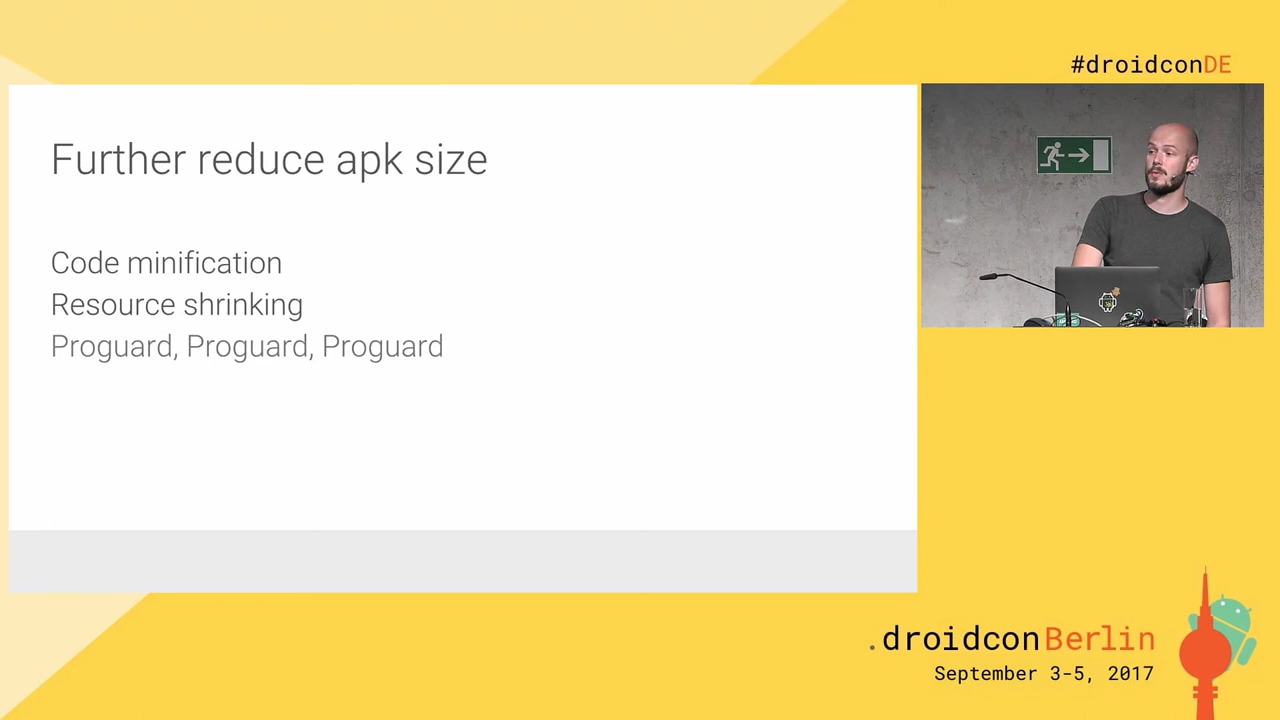 #droidconDE
Further reduce apk size
Code minification
Resource shrinking
Proguard, Proguard, Proguard
.droidconBerlin
September 3-5, 2017